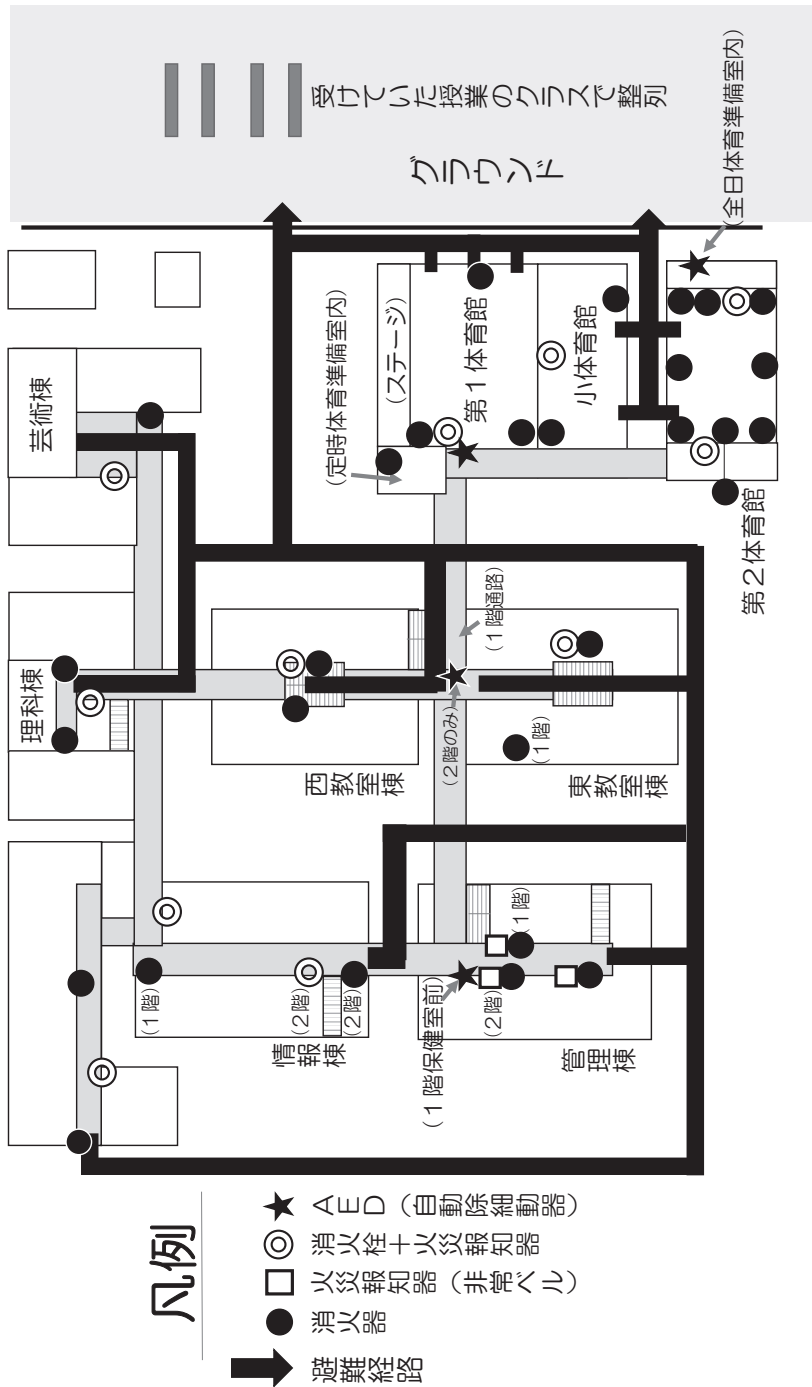 受けていた授業のクラスで整列
グラウンド
(全日体育準備室内)
芸術棟
(定時体育準備室内)
(ステージ)
第1体育館
小体育館
第2体育館
理科棟
西教室棟
(2階のみ)
(1階通路)
(1階)
東教室棟
(1階)
(2階)
(2階)
情報棟
(1階保健室前)
(2階)
(1階)
管理棟
凡例
AED(自動除細動器)
消火栓+火災報知器
火災報知器(非常ベル)
消火器
避難経路